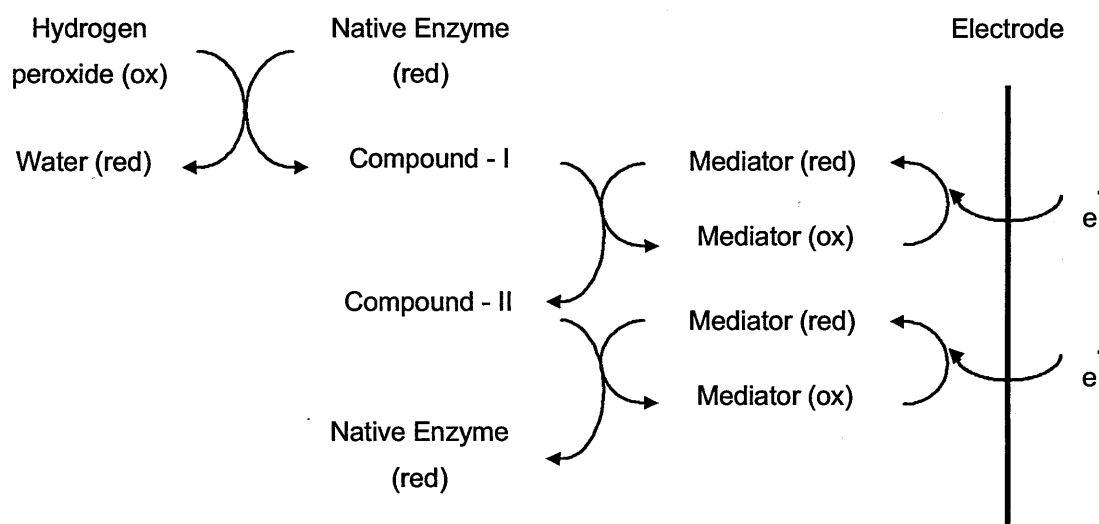 Hydrogen
peroxide (ox)
Native Enzyme
(red)
Electrode
Water (red)
Compound - I
Mediator (red)
e-
Mediator (ox)
Compound - II
Mediator (red)
e-
Mediator (ox)
Native Enzyme
(red)